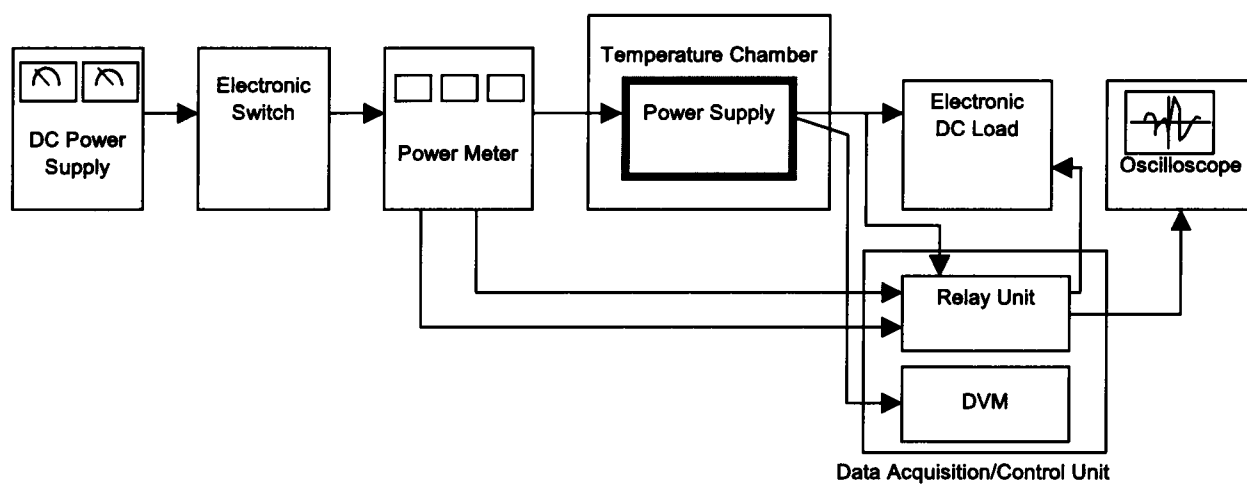 DC Power
Supply
Electronic
Switch
Power Meter
Temperature Chamber
Power Supply
Electronic
DC Load
Oscilloscope
Relay Unit
DVM
Data Acquisition/Control Unit